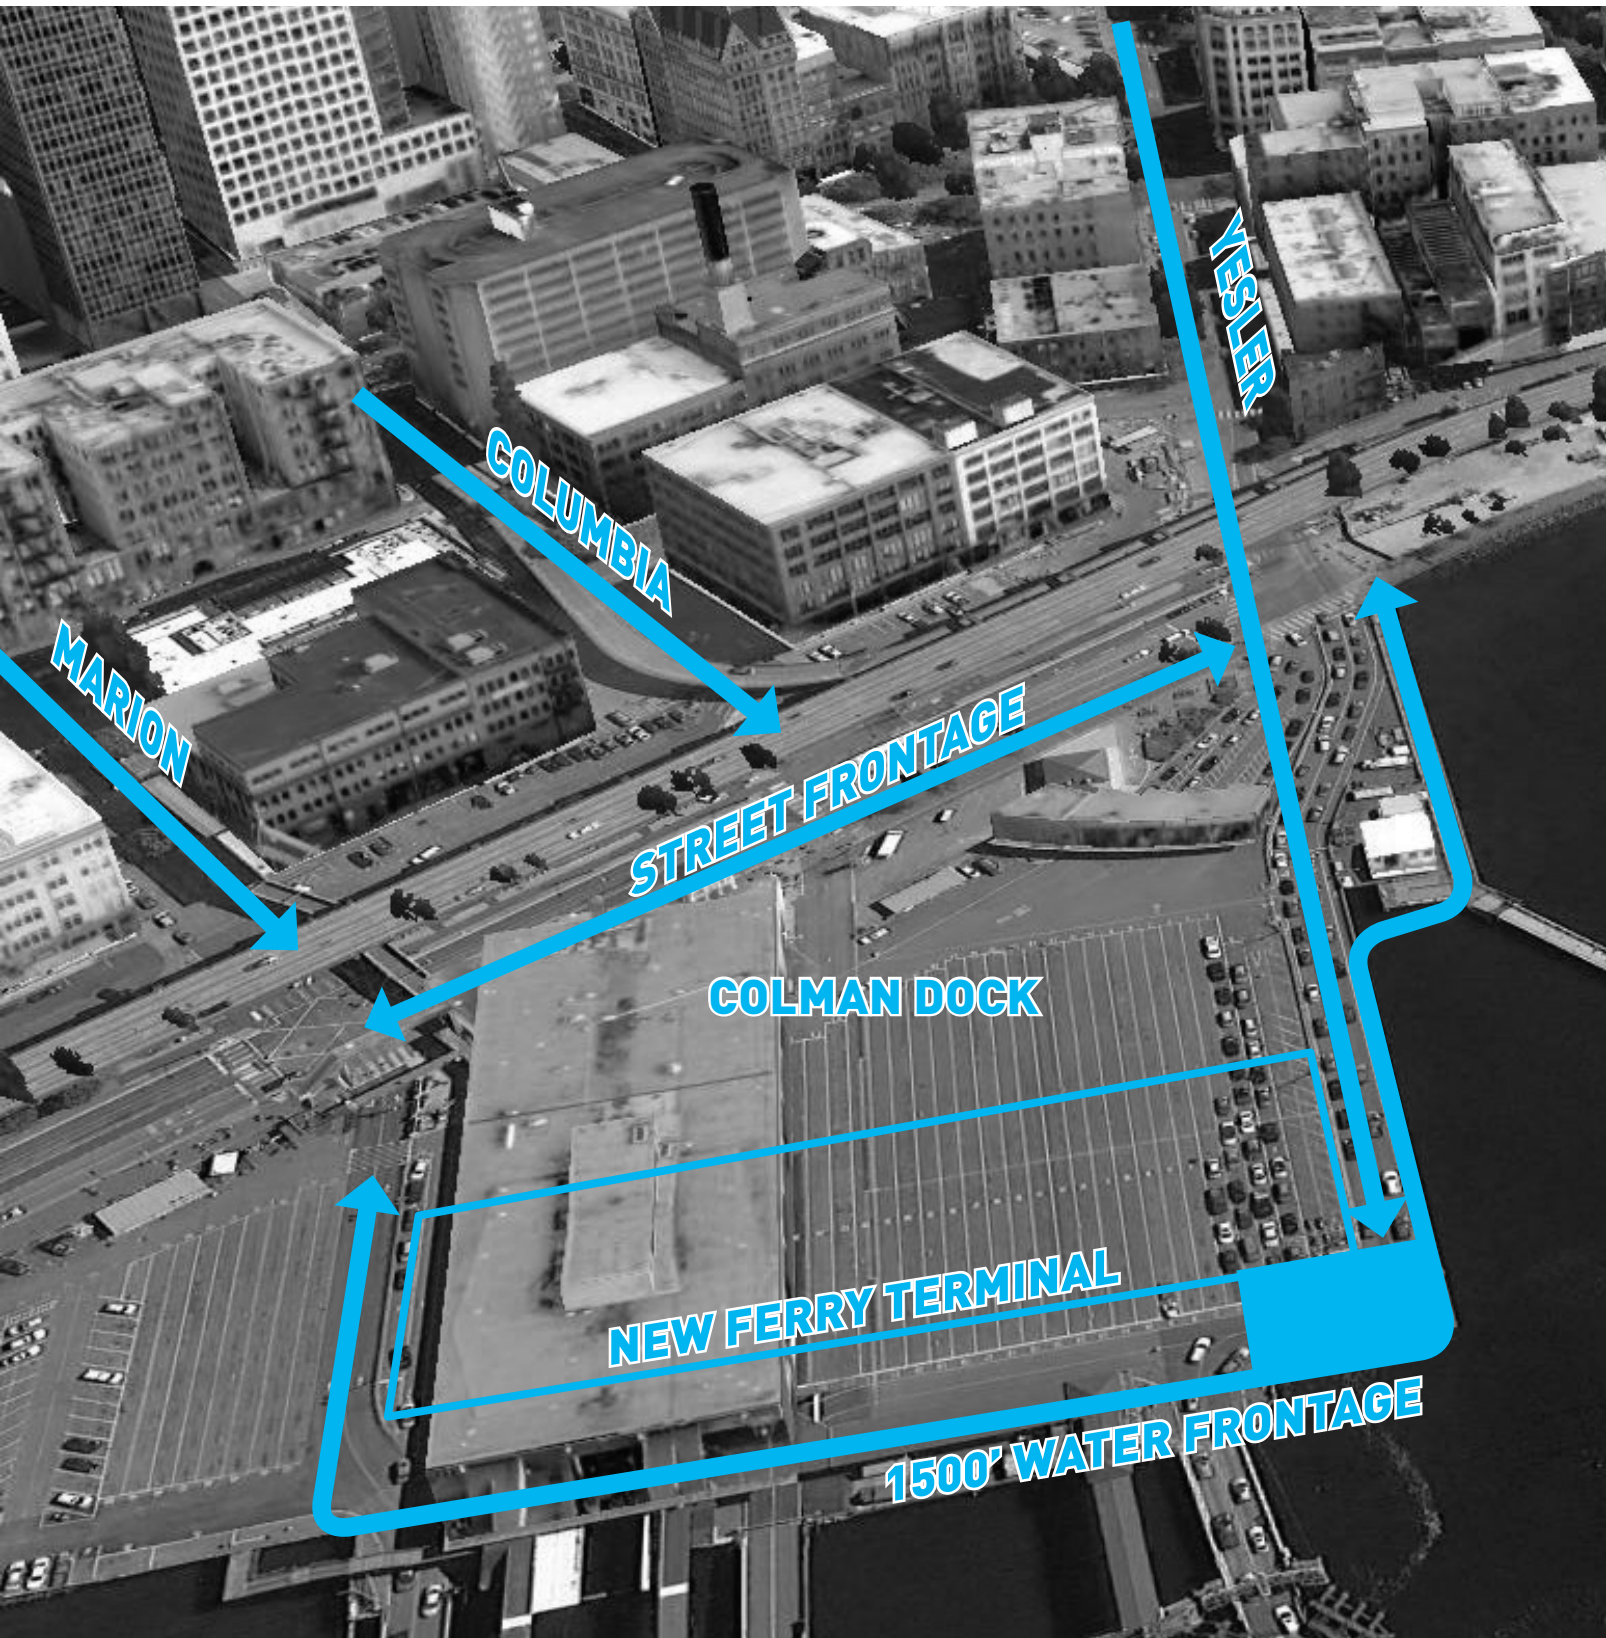 YESLER
COLUMBIA
MARION
STREET FRONTAGE
COLMAN DOCK
NEW FERRY TERMINAL
1500' WATER FRONTAGE